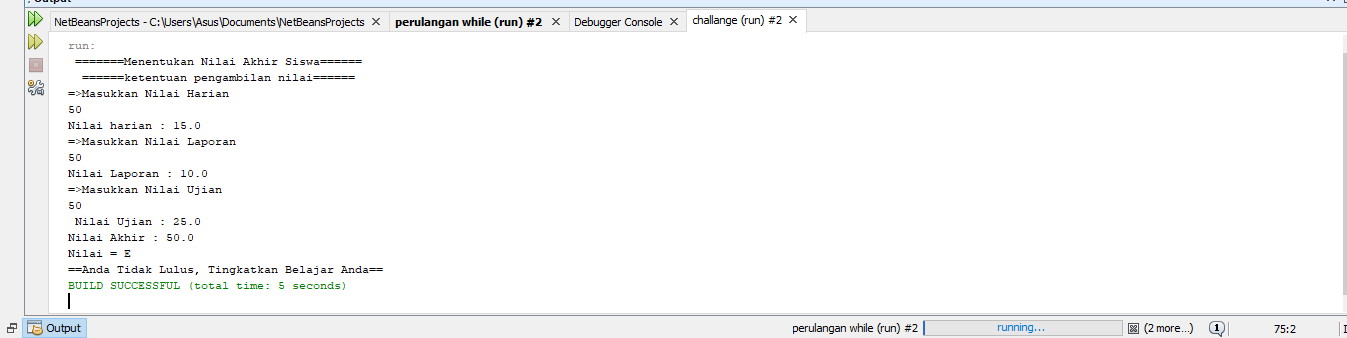 Output
NetBeansProjects - C:\Users\Asus\Documents\NetBeansProjects × perulangan while (run) #2 × Debugger Console × challange (run) #2 ×
run:
=======Menentukan Nilai Akhir Siswa======
======ketentuan pengambilan nilai======
=>Masukkan Nilai Harian
50
Nilai harian : 15.0
=>Masukkan Nilai Laporan
50
Nilai Laporan : 10.0
=>Masukkan Nilai Ujian
50
Nilai Ujian : 25.0
Nilai Akhir : 50.0
Nilai = E
==Anda Tidak Lulus, Tingkatkan Belajar Anda==
BUILD SUCCESSFUL (total time: 5 seconds)
Output perulangan while (run) #2 running... (2 more...) 1 75:2